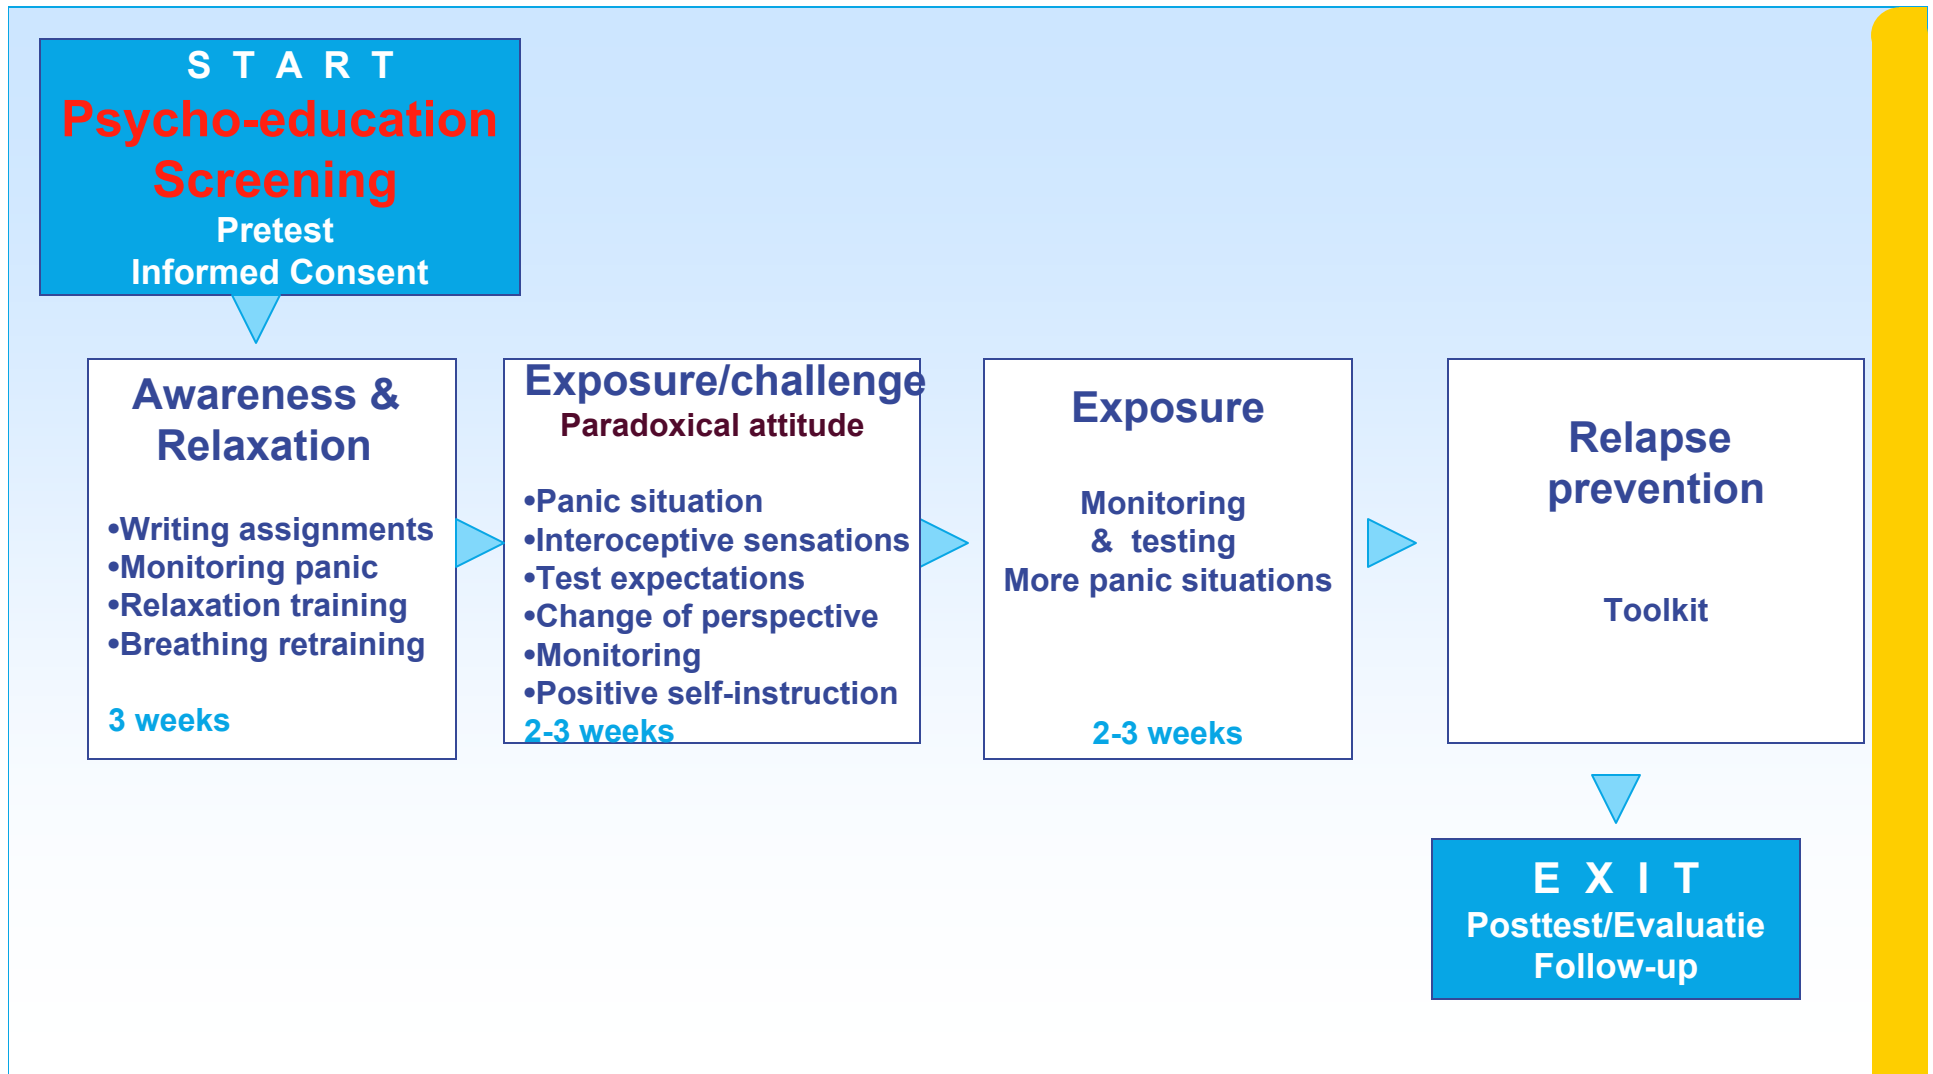 S T A R T
Psycho-education
Screening
Pretest
Informed Consent
Awareness &
Relaxation
•Writing assignments
•Monitoring panic
•Relaxation training
•Breathing retraining
3 weeks
Exposure/challenge
Paradoxical attitude
•Panic situation
•Interoceptive sensations
•Test expectations
•Change of perspective
•Monitoring
•Positive self-instruction
2-3 weeks
Exposure
Monitoring
& testing
More panic situations
2-3 weeks
Relapse
prevention
Toolkit
E X I T
Posttest/Evaluatie
Follow-up